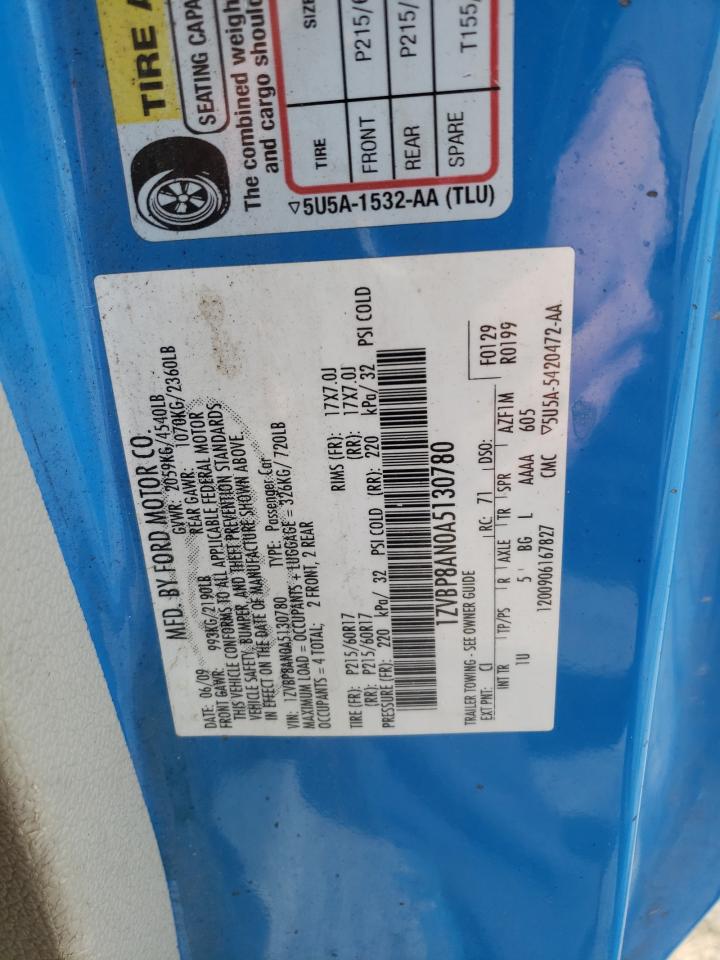 TIRE A
SEATING CAPA
The combined weigh
and cargo shoulc
TIRE SIZE
FRONT P215/6
REAR P215/
SPARE T155/
▽5U5A-1532-AA (TLU)
MFD. BY FORD MOTOR CO.
DATE: 06/09 GVWR: 2059KG/4540LB
FRONT GAWR: 993KG/2190LB REAR GAWR: 1070KG/2360LB
THIS VEHICLE CONFORMS TO ALL APPLICABLE FEDERAL MOTOR
VEHICLE SAFETY, BUMPER, AND THEFT PREVENTION STANDARDS
IN EFFECT ON THE DATE OF MANUFACTURE SHOWN ABOVE.
VIN: 1ZVBP8AN0A5130780 TYPE: Passenger Car
MAXIMUM LOAD = OCCUPANTS + LUGGAGE = 326KG/ 720LB
OCCUPANTS = 4 TOTAL; 2 FRONT, 2 REAR
TIRE (FR): P215/60R17 RIMS (FR): 17X7.0J
(RR): P215/60R17 (RR): 17X7.0J
PRESSURE (FR): 220 kPa/ 32 PSI COLD (RR): 220 kPa/ 32 PSI COLD
1ZVBP8AN0A5130780
TRAILER TOWING - SEE OWNER GUIDE F0129
EXT PNT: CI RC: 71 DSO: R0199
INT TR TP/PS R AXLE TR SPR AZF1M
1U 5 BG L AAAA 605
1200906167827 CMC ▽5U5A-5420472-AA